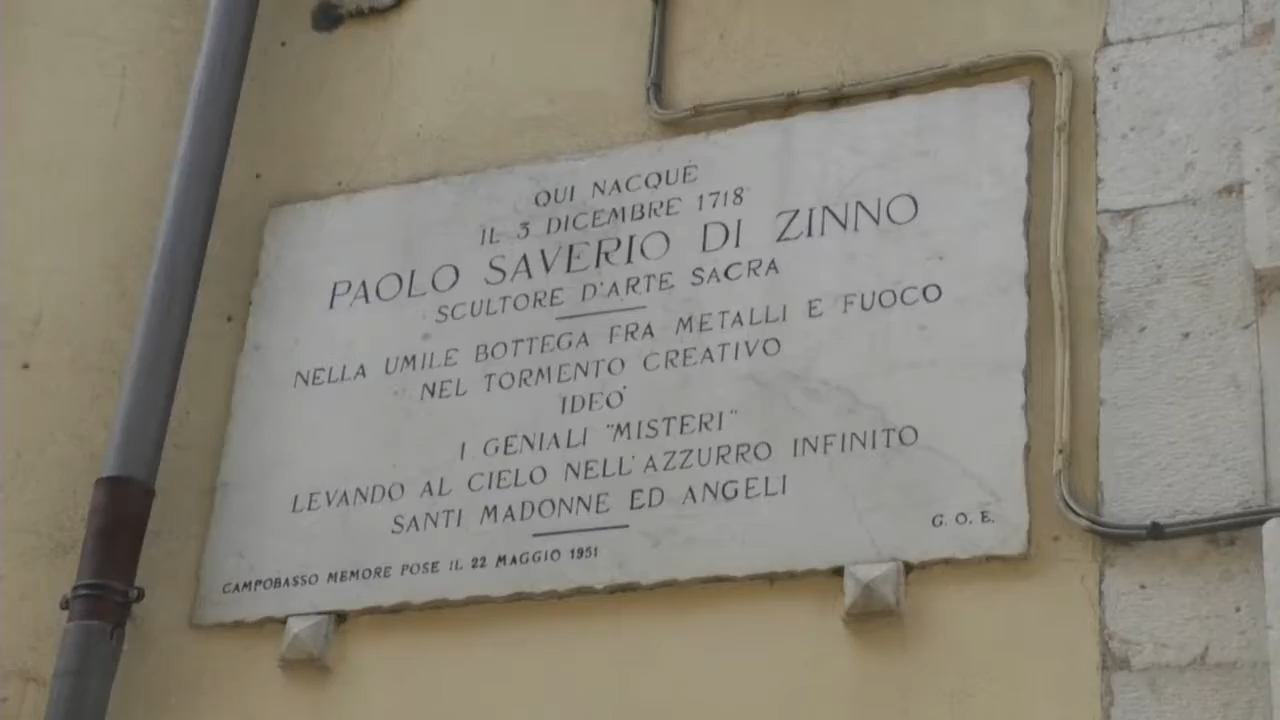 QUI NACQUE
IL 3 DICEMBRE 1718
PAOLO SAVERIO DI ZINNO
SCULTORE D'ARTE SACRA
NELLA UMILE BOTTEGA FRA METALLI E FUOCO
NEL TORMENTO CREATIVO
IDEO'
I GENIALI "MISTERI"
LEVANDO AL CIELO NELL'AZZURRO INFINITO
SANTI MADONNE ED ANGELI
G. O. E.
CAMPOBASSO MEMORE POSE IL 22 MAGGIO 1951